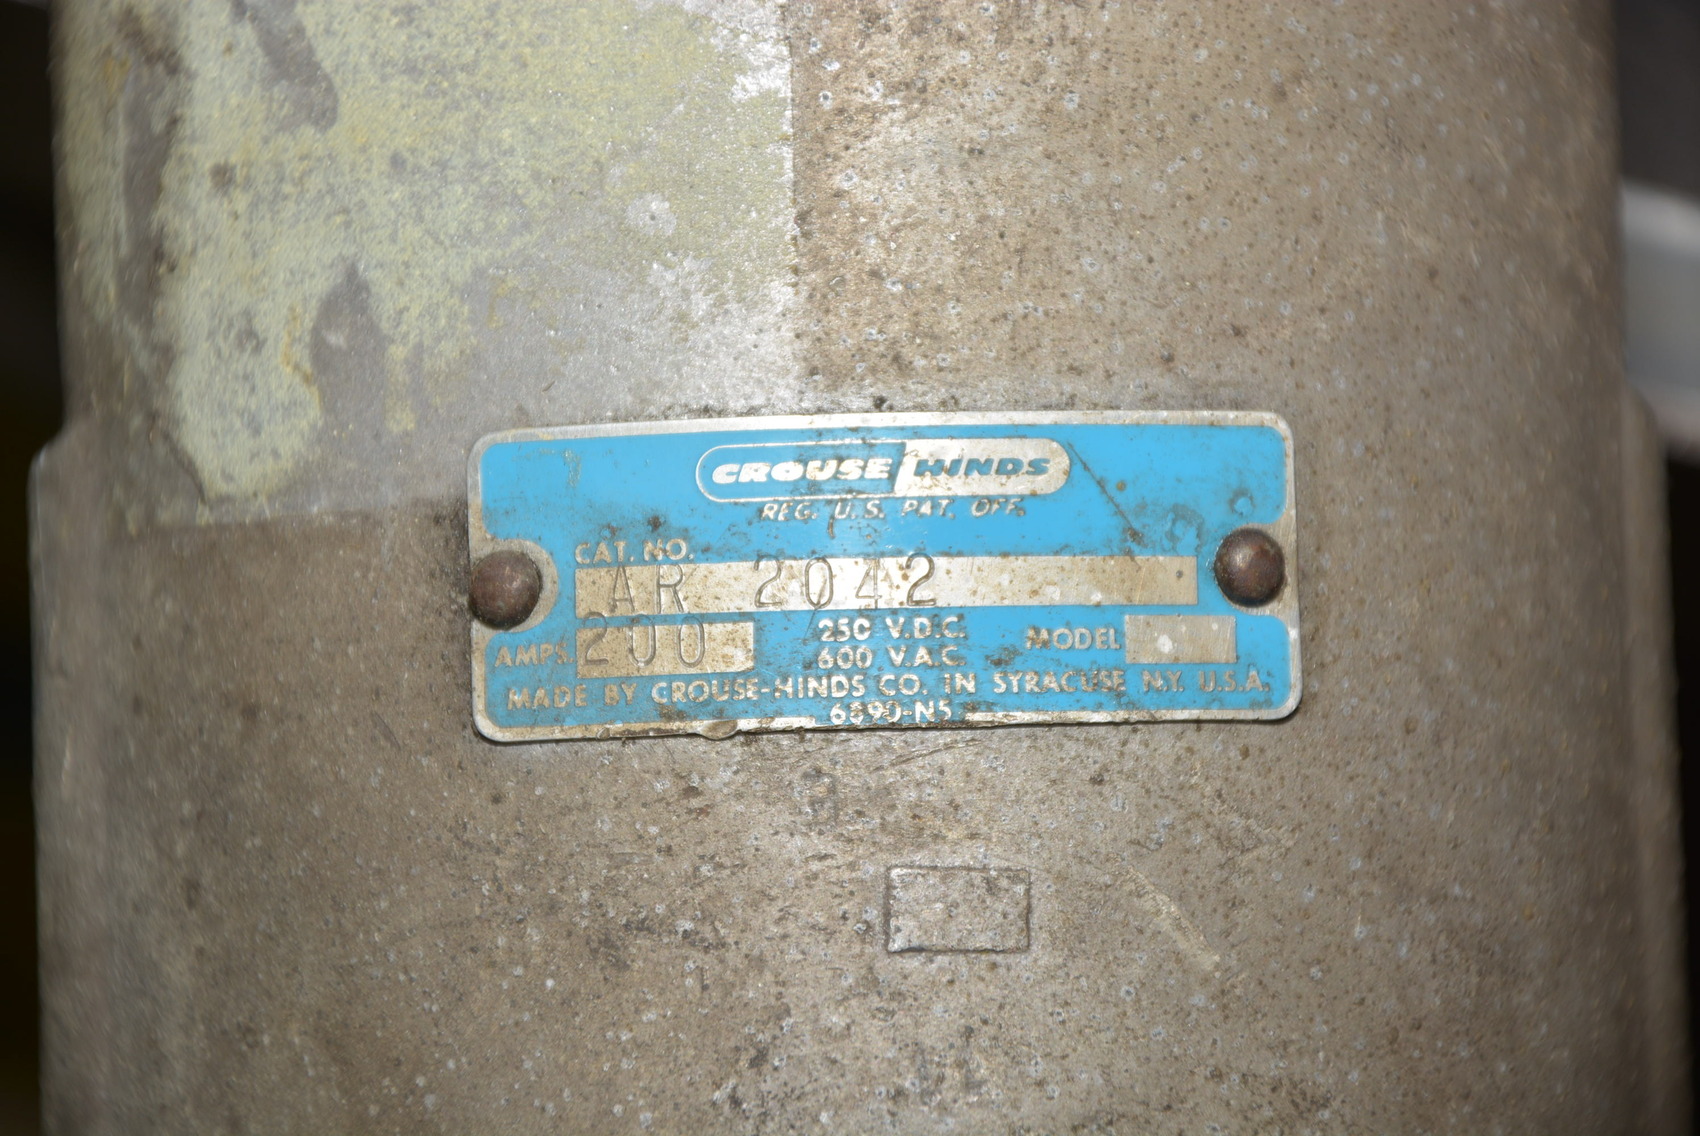 CROUSE HINDS
REG. U.S. PAT. OFF.
CAT. NO.
AR 2042
AMPS. 200
250 V.D.C.
600 V.A.C.
MODEL
MADE BY CROUSE-HINDS CO. IN SYRACUSE N.Y. U.S.A.
6890-N5